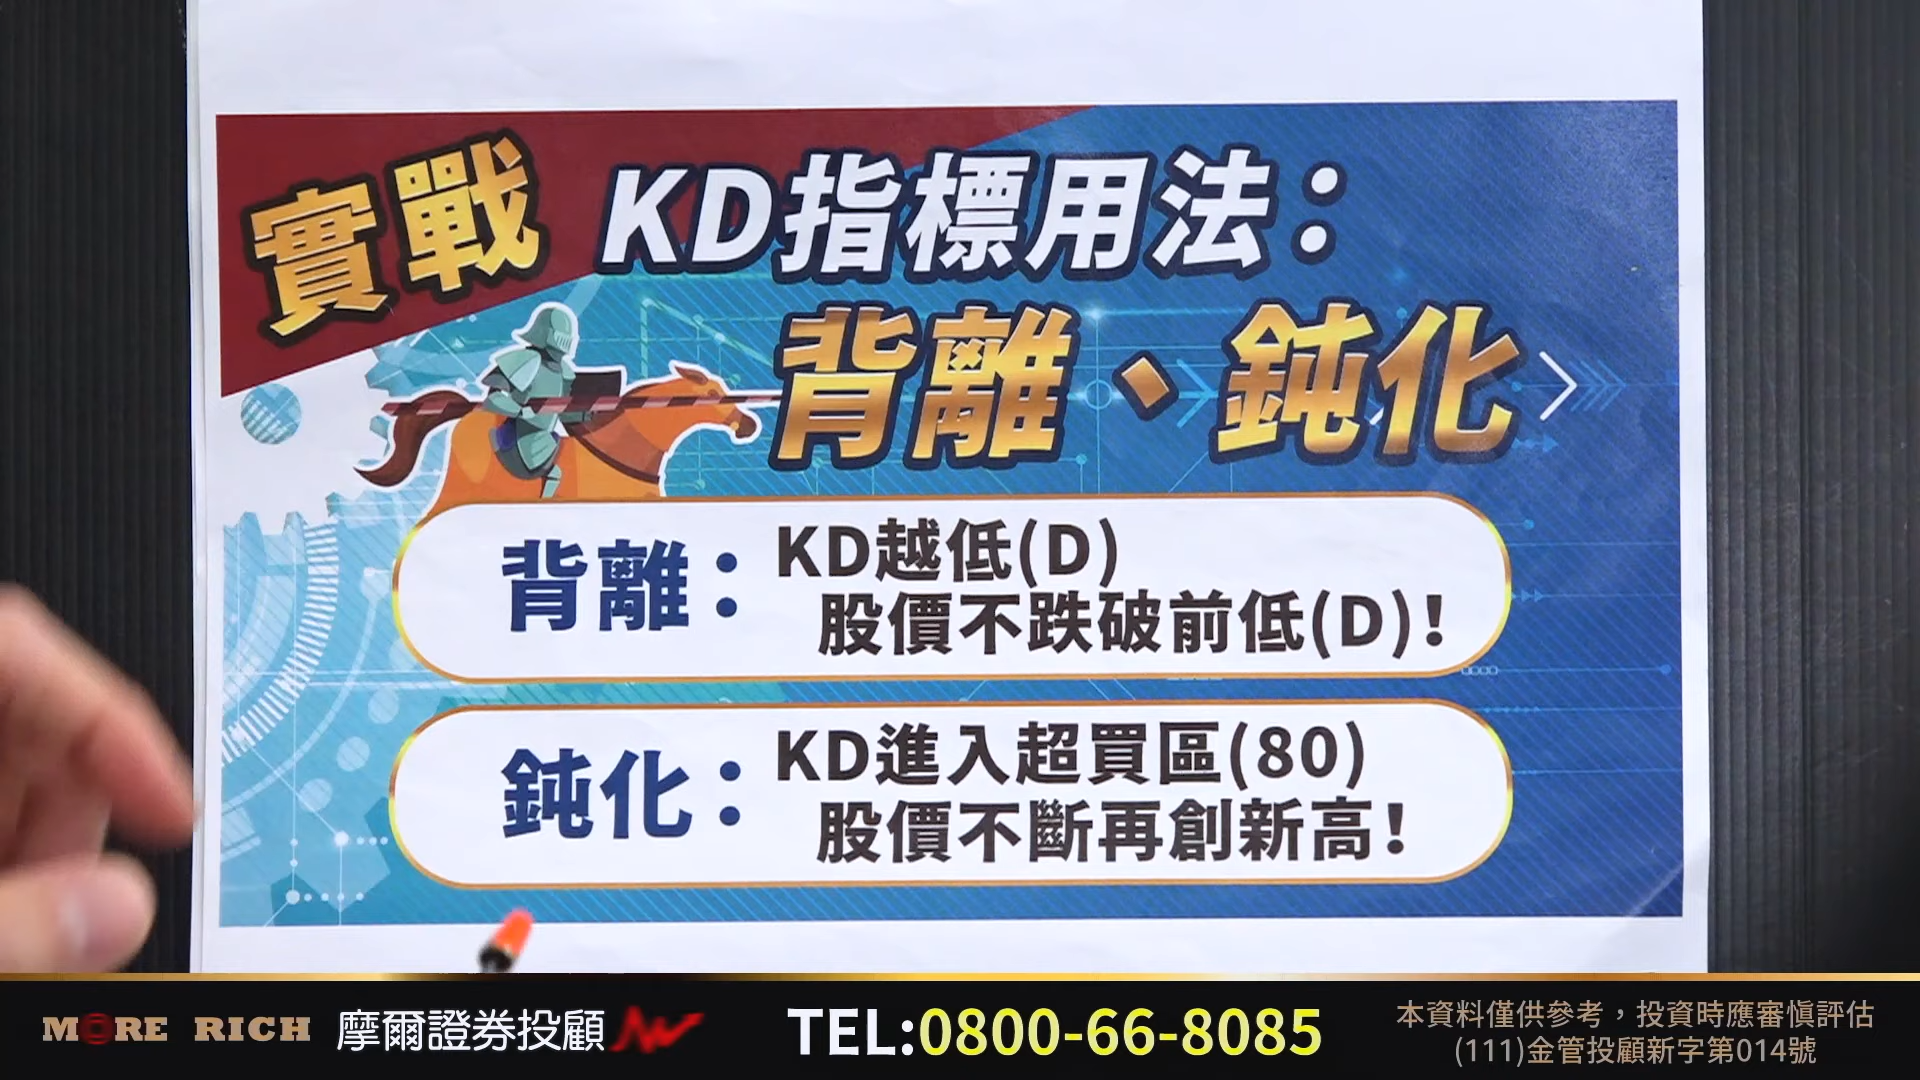 實戰 KD指標用法：
背離、鈍化
背離：KD越低(D)
股價不跌破前低(D)!
鈍化：KD進入超買區(80)
股價不斷再創新高!
MORE RICH 摩爾證券投顧 TEL:0800-66-8085
本資料僅供參考，投資時應審慎評估
(111)金管投顧新字第014號